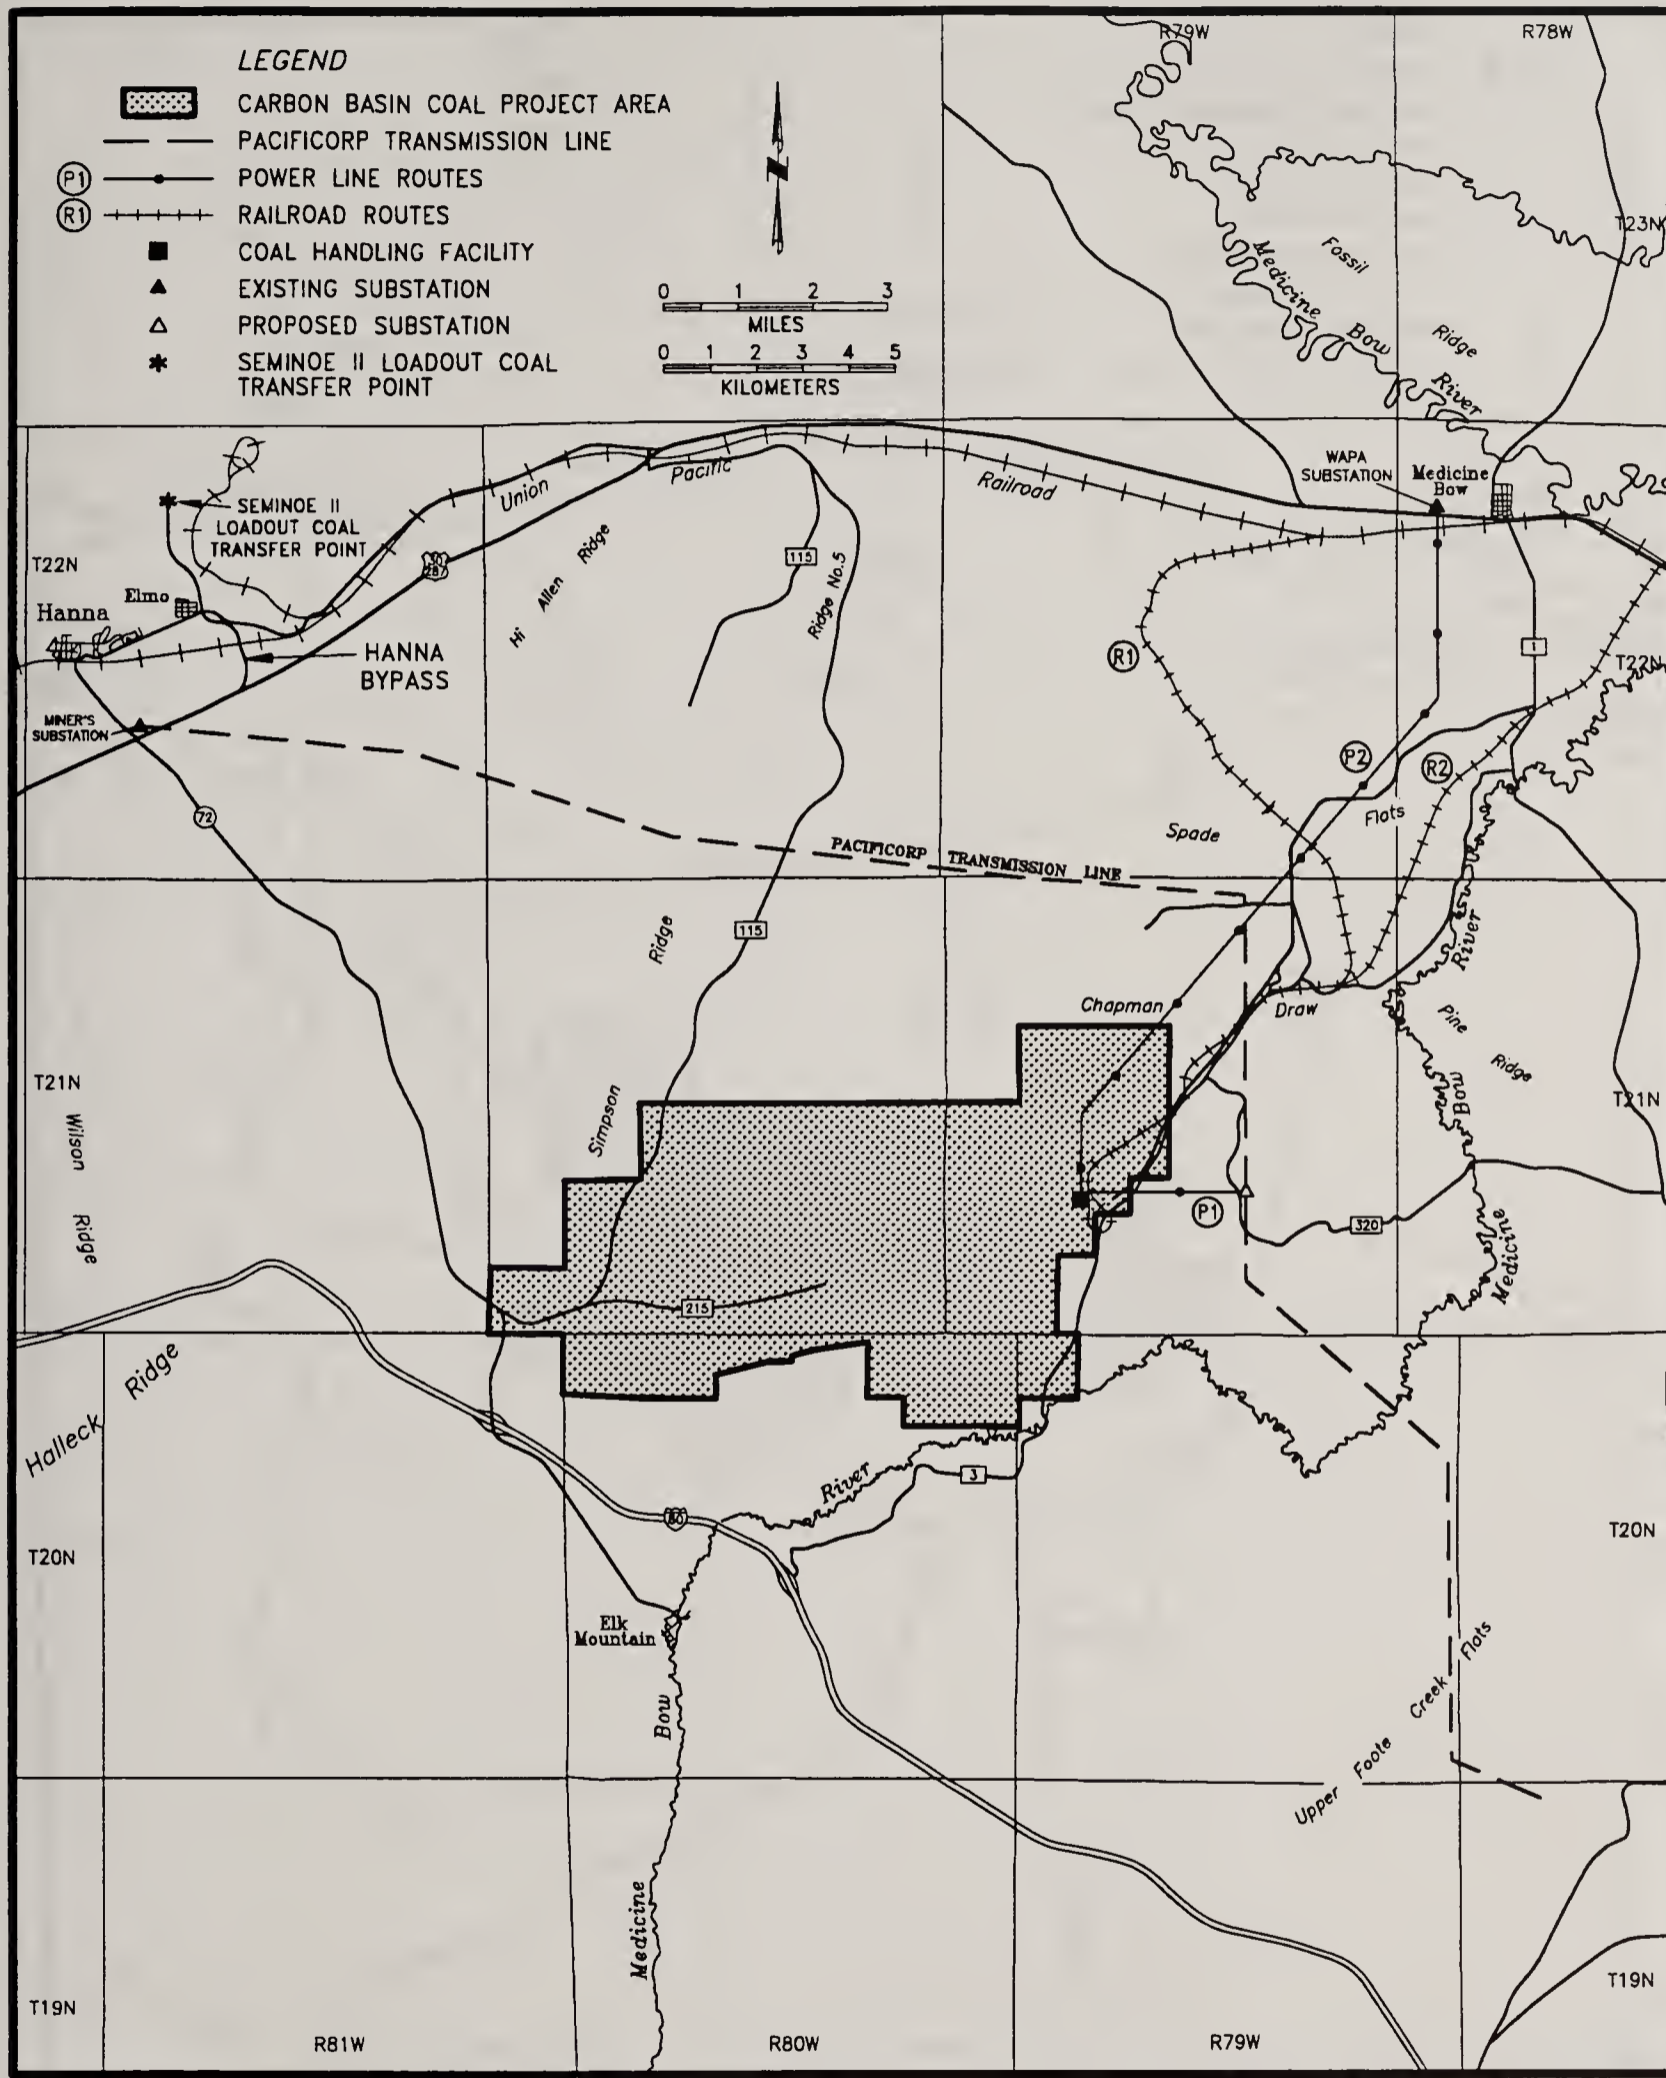 LEGEND
CARBON BASIN COAL PROJECT AREA
PACIFICORP TRANSMISSION LINE
P1 POWER LINE ROUTES
R1 RAILROAD ROUTES
COAL HANDLING FACILITY
EXISTING SUBSTATION
PROPOSED SUBSTATION
SEMINOE II LOADOUT COAL
TRANSFER POINT
N
0 1 2 3
MILES
0 1 2 3 4 5
KILOMETERS
R79W
R78W
T23N
Fossil
Ridge
Medicine
Bow
River
WAPA
SUBSTATION
Medicine
Bow
Union
Pacific
Railroad
SEMINOE II
LOADOUT COAL
TRANSFER POINT
T22N
Elmo
Hanna
287
HANNA
BYPASS
Hi
Allen
Ridge
115
Ridge No.5
R1
1
T22N
MINER'S
SUBSTATION
72
P2
R2
Spade
Flats
PACIFICORP TRANSMISSION LINE
115
Simpson
Ridge
Chapman
Draw
River
Pine
Ridge
Bow
Medicine
T21N
Wilson
Ridge
T21N
P1
320
215
Halleck
Ridge
River
3
80
T20N
T20N
Elk
Mountain
Bow
Medicine
Upper
Foote
Creek
Flats
T19N
R81W
R80W
R79W
T19N